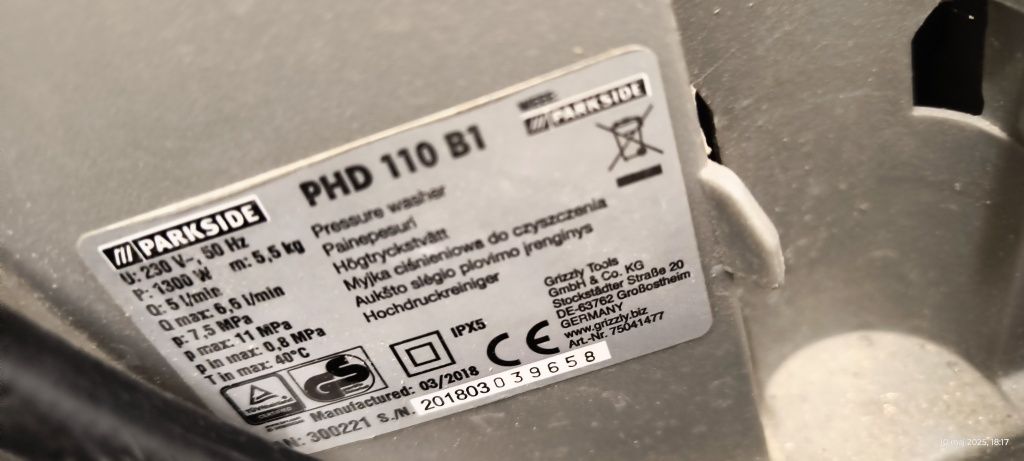 PARKSIDE
PHD 110 B1
PARKSIDE
U: 230 V~, 50 Hz
P: 1300 W m: 5,5 kg
Q: 5 l/min
Q max: 6,6 l/min
p: 7,5 MPa
p max: 11 MPa
p in max: 0,8 MPa
T in max: 40°C
Pressure washer
Painepesuri
Högtryckstvätt
Myjka ciśnieniowa do czyszczenia
Aukšto slėgio plovimo įrenginys
Hochdruckreiniger
Grizzly Tools
GmbH & Co. KG
Stockstädter Straße 20
DE-63762 Großostheim
GERMANY
www.grizzly.biz
Art.-Nr. 75041477
IPX5
CE
GS
Manufactured: 03/2018
N: 300221 S./N. 201803039658
10 maj 2025, 18:17